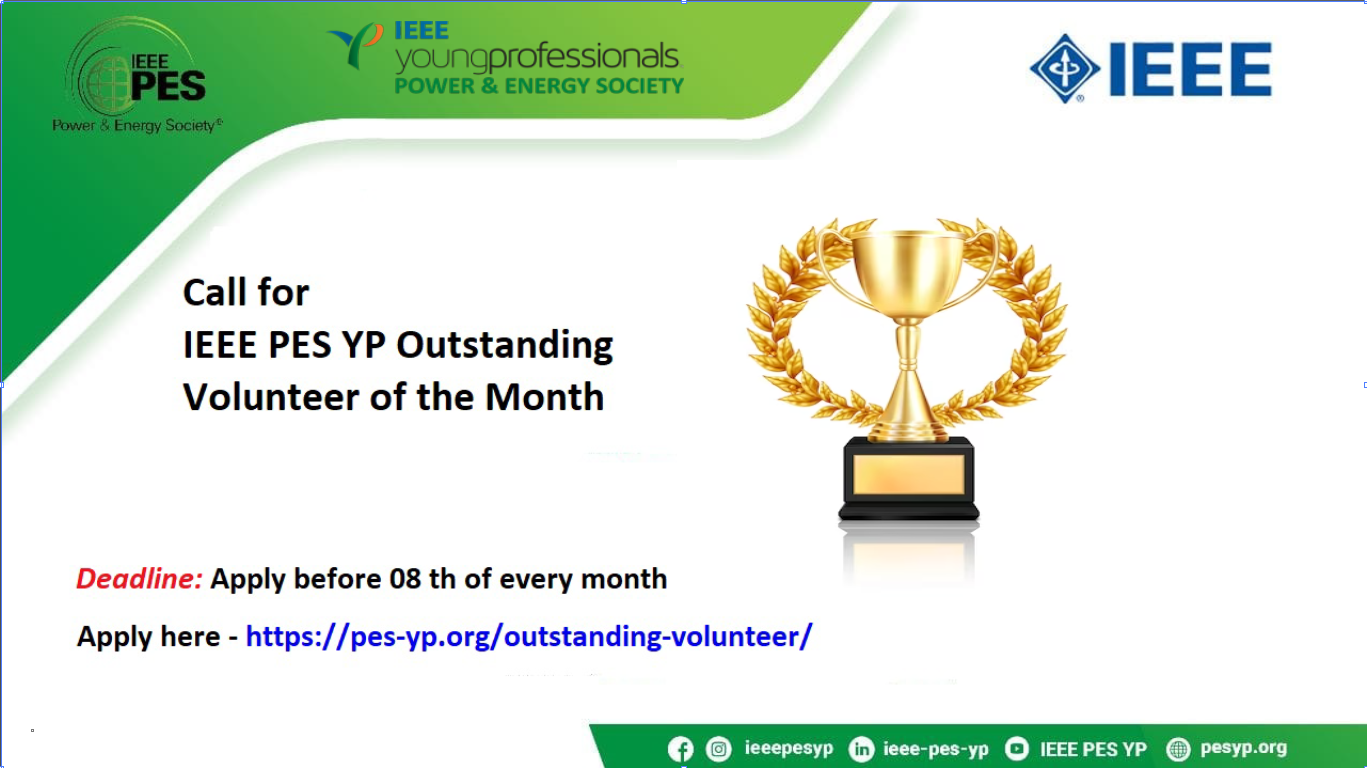 IEEE
PES
Power & Energy Society®
IEEE
youngprofessionals
POWER & ENERGY SOCIETY
® IEEE
Call for
IEEE PES YP Outstanding
Volunteer of the Month
Deadline: Apply before 08 th of every month
Apply here - https://pes-yp.org/outstanding-volunteer/
ieeepesyp ieee-pes-yp IEEE PES YP pesyp.org